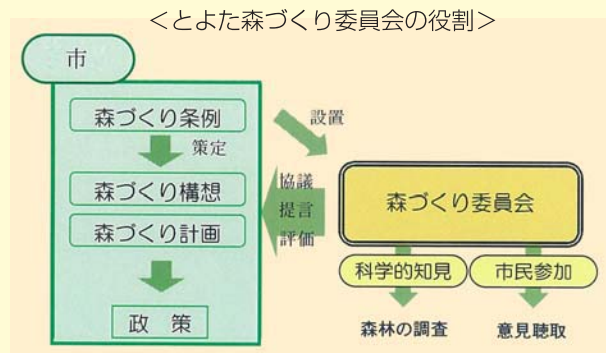 ＜とよた森づくり委員会の役割＞
市
森づくり条例
設置
策定
森づくり構想
協議
提言
評価
森づくり委員会
森づくり計画
科学的知見
市民参加
政 策
森林の調査
意見聴取